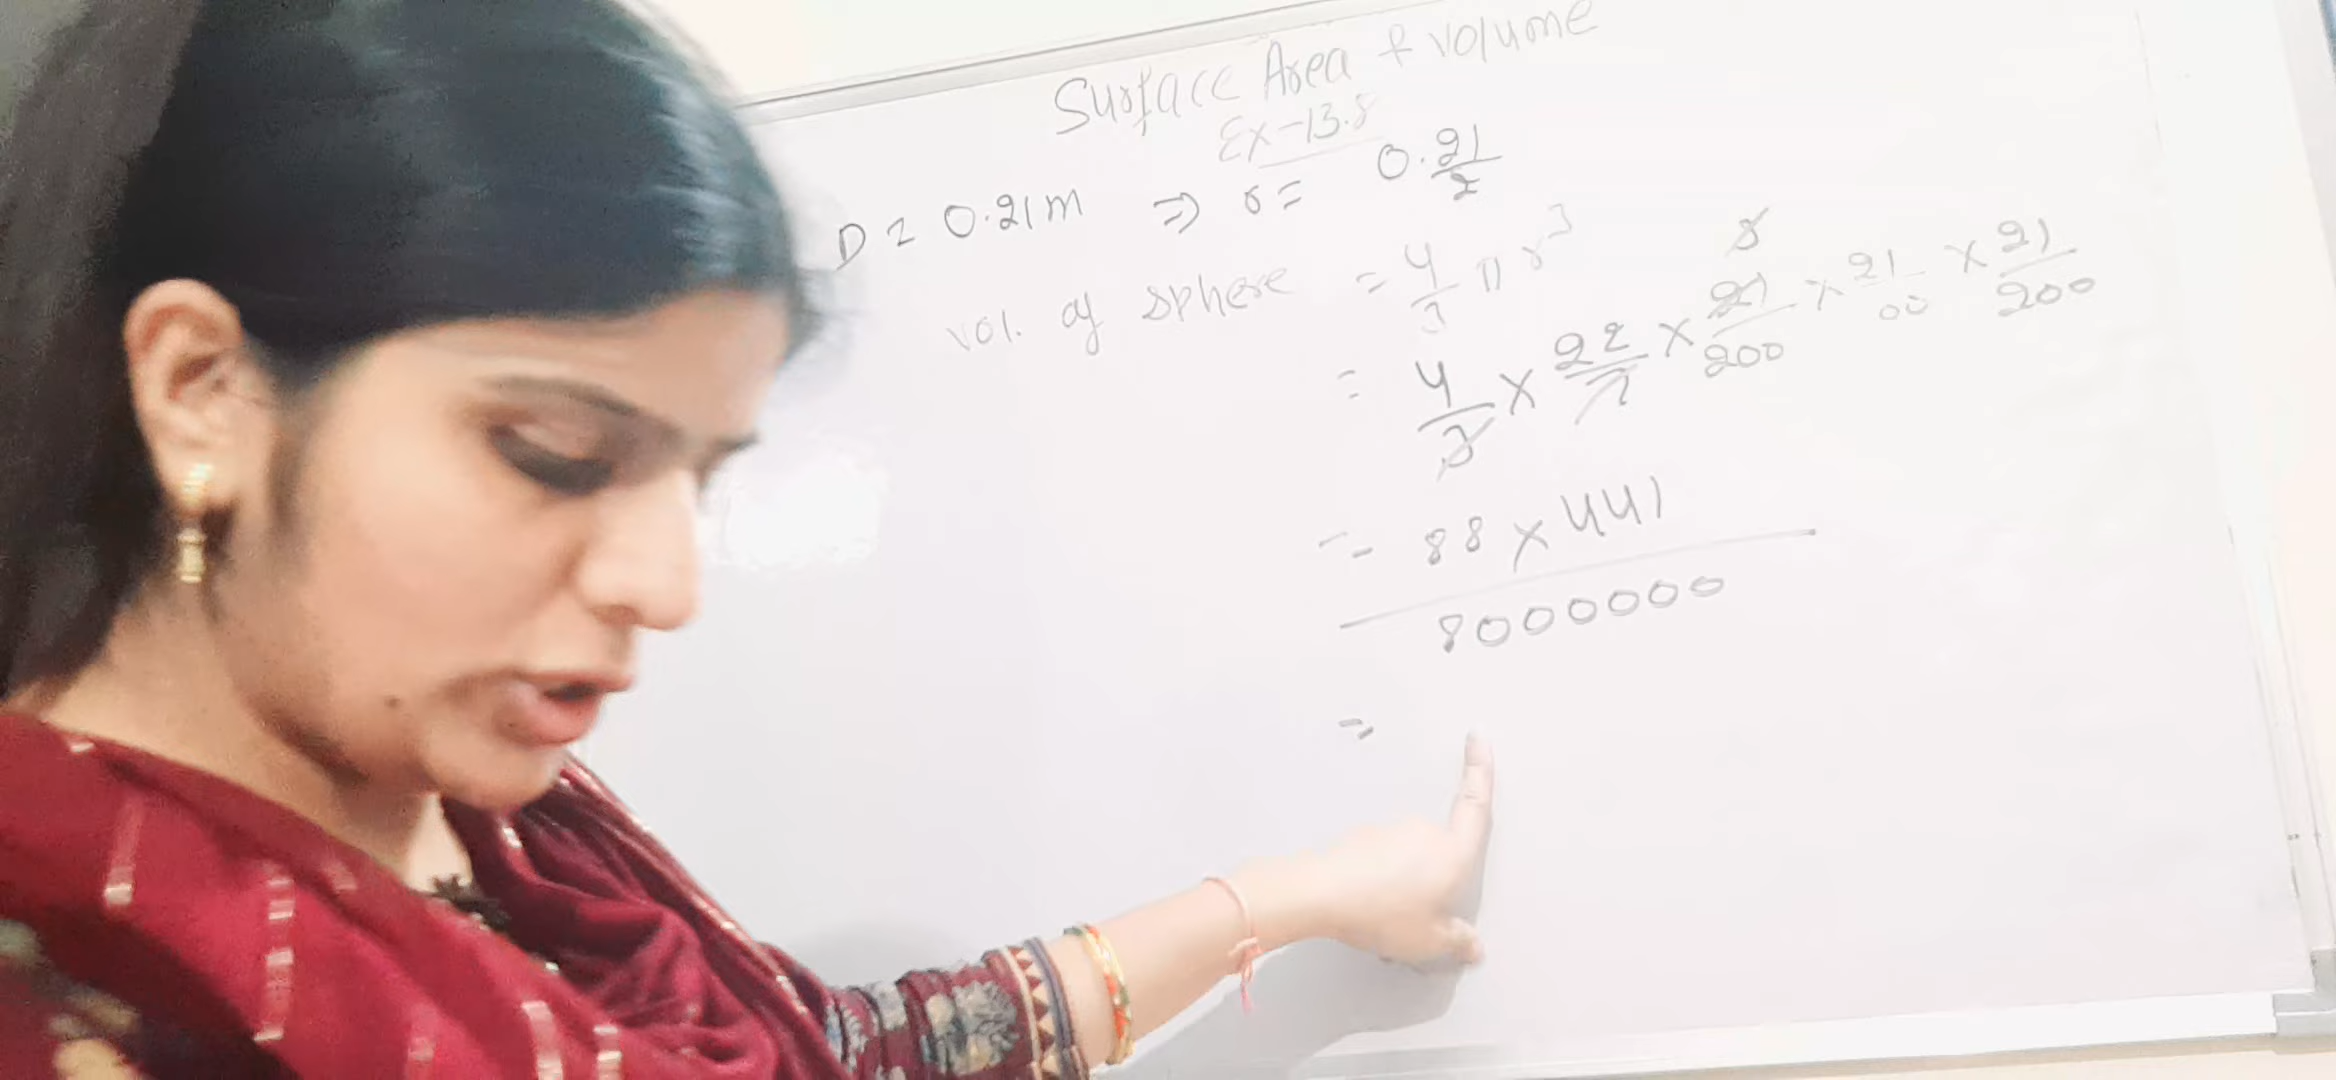 Surface Area & Volume
Ex-13.8
D = 0.21m ⇒ r = 0.21/2
Vol. of sphere = 4/3 π r³
= 4/3 × 22/7 × 21/200 × 21/00 × 21/200
= 88 × 441 / 8000000
=